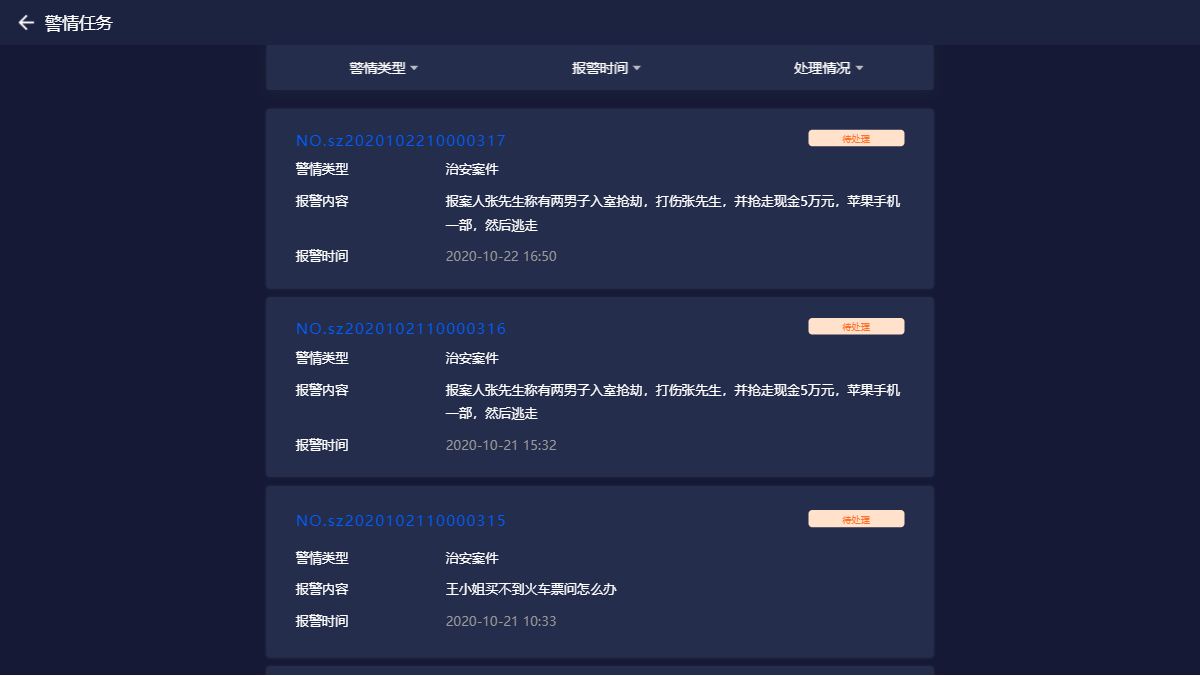 警情任务
警情类型 报警时间 处理情况
NO.sz2020102210000317 待处理
警情类型 治安案件
报警内容 报案人张先生称有两男子入室抢劫，打伤张先生，并抢走现金5万元，苹果手机
一部，然后逃走
报警时间 2020-10-22 16:50
NO.sz2020102110000316 待处理
警情类型 治安案件
报警内容 报案人张先生称有两男子入室抢劫，打伤张先生，并抢走现金5万元，苹果手机
一部，然后逃走
报警时间 2020-10-21 15:32
NO.sz2020102110000315 待处理
警情类型 治安案件
报警内容 王小姐买不到火车票问怎么办
报警时间 2020-10-21 10:33